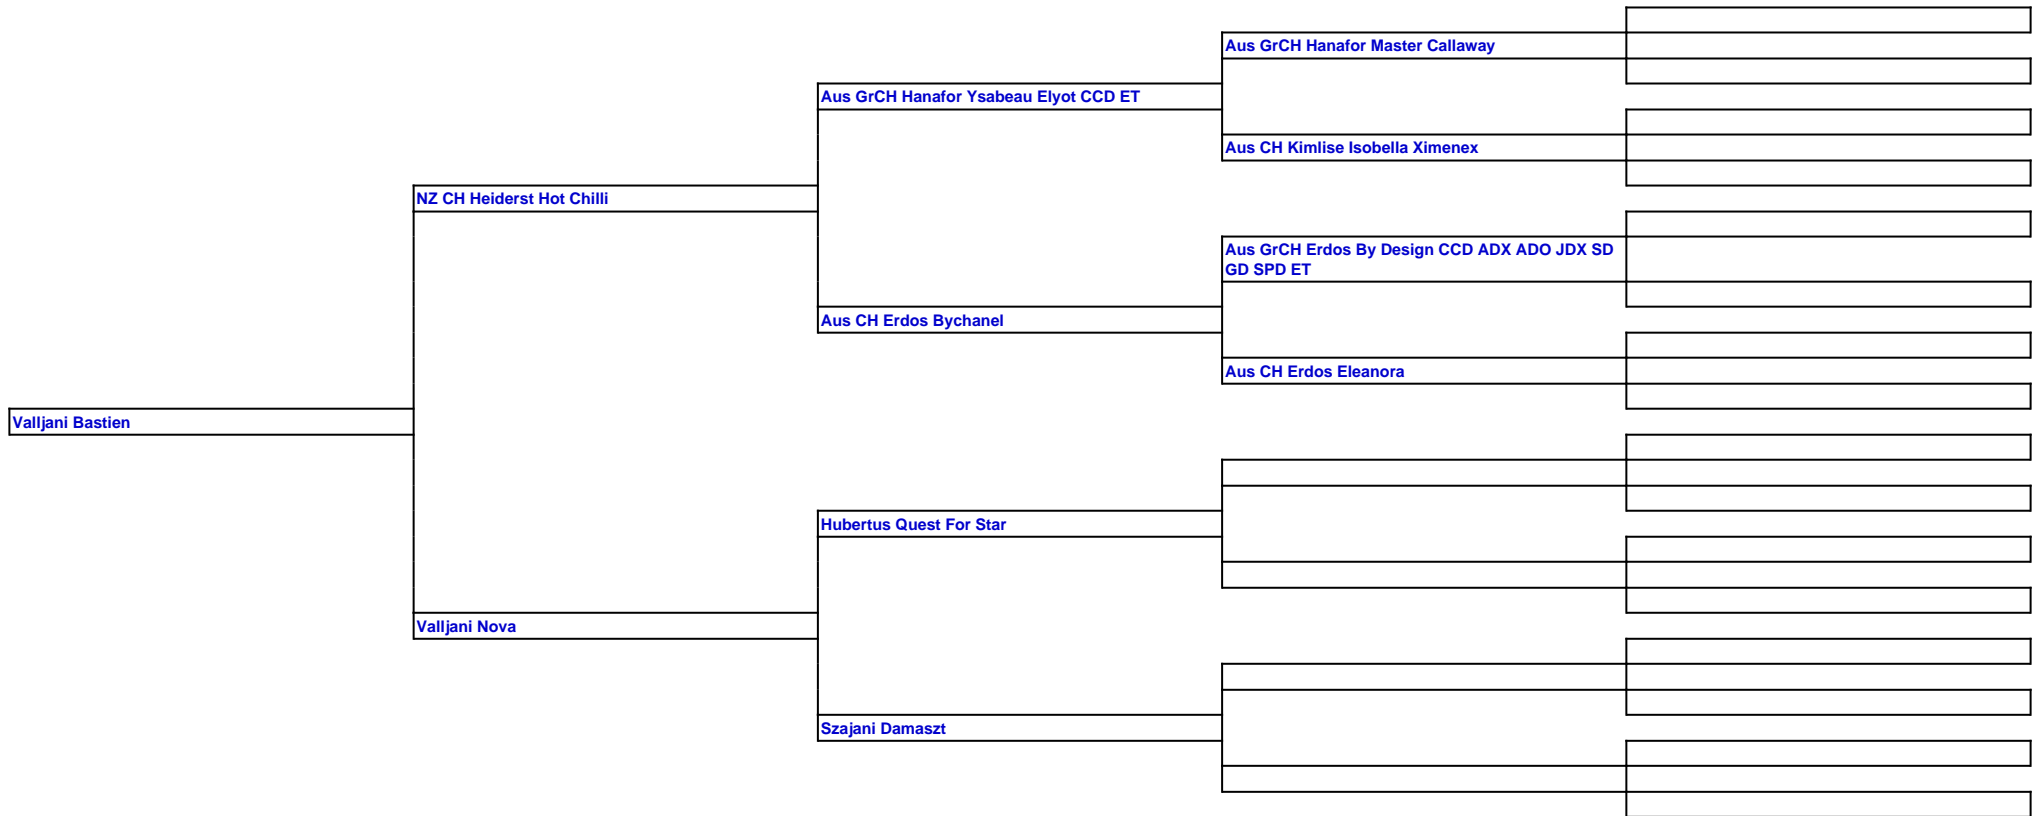 Aus GrCH Hanafor Master Callaway
Aus GrCH Hanafor Ysabeau Elyot CCD ET
Aus CH Kimlise Isobella Ximenex
NZ CH Heiderst Hot Chilli
Aus GrCH Erdos By Design CCD ADX ADO JDX SD
GD SPD ET
Aus CH Erdos Bychanel
Aus CH Erdos Eleanora
Valljani Bastien
Hubertus Quest For Star
Valljani Nova
Szajani Damaszt